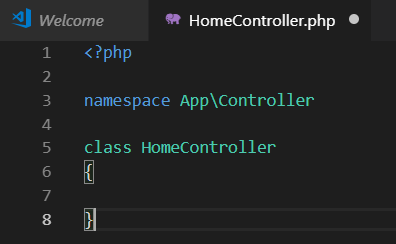 Welcome HomeController.php
1 <?php
2
3 namespace App\Controller
4
5 class HomeController
6 {
7
8 }